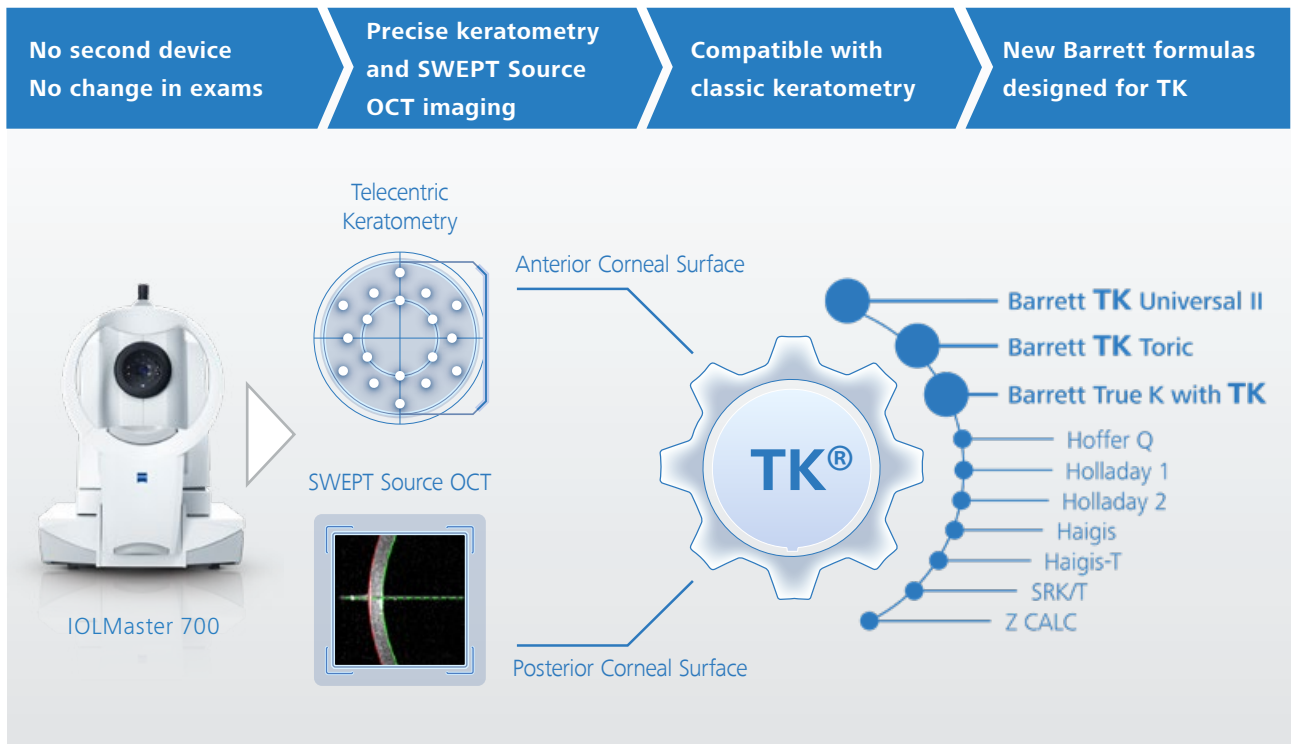 No second device
No change in exams
Precise keratometry
and SWEPT Source
OCT imaging
Compatible with
classic keratometry
New Barrett formulas
designed for TK
Telecentric
Keratometry
Anterior Corneal Surface
SWEPT Source OCT
IOLMaster 700
Posterior Corneal Surface
TK®
Barrett TK Universal II
Barrett TK Toric
Barrett True K with TK
Hoffer Q
Holladay 1
Holladay 2
Haigis
Haigis-T
SRK/T
Z CALC